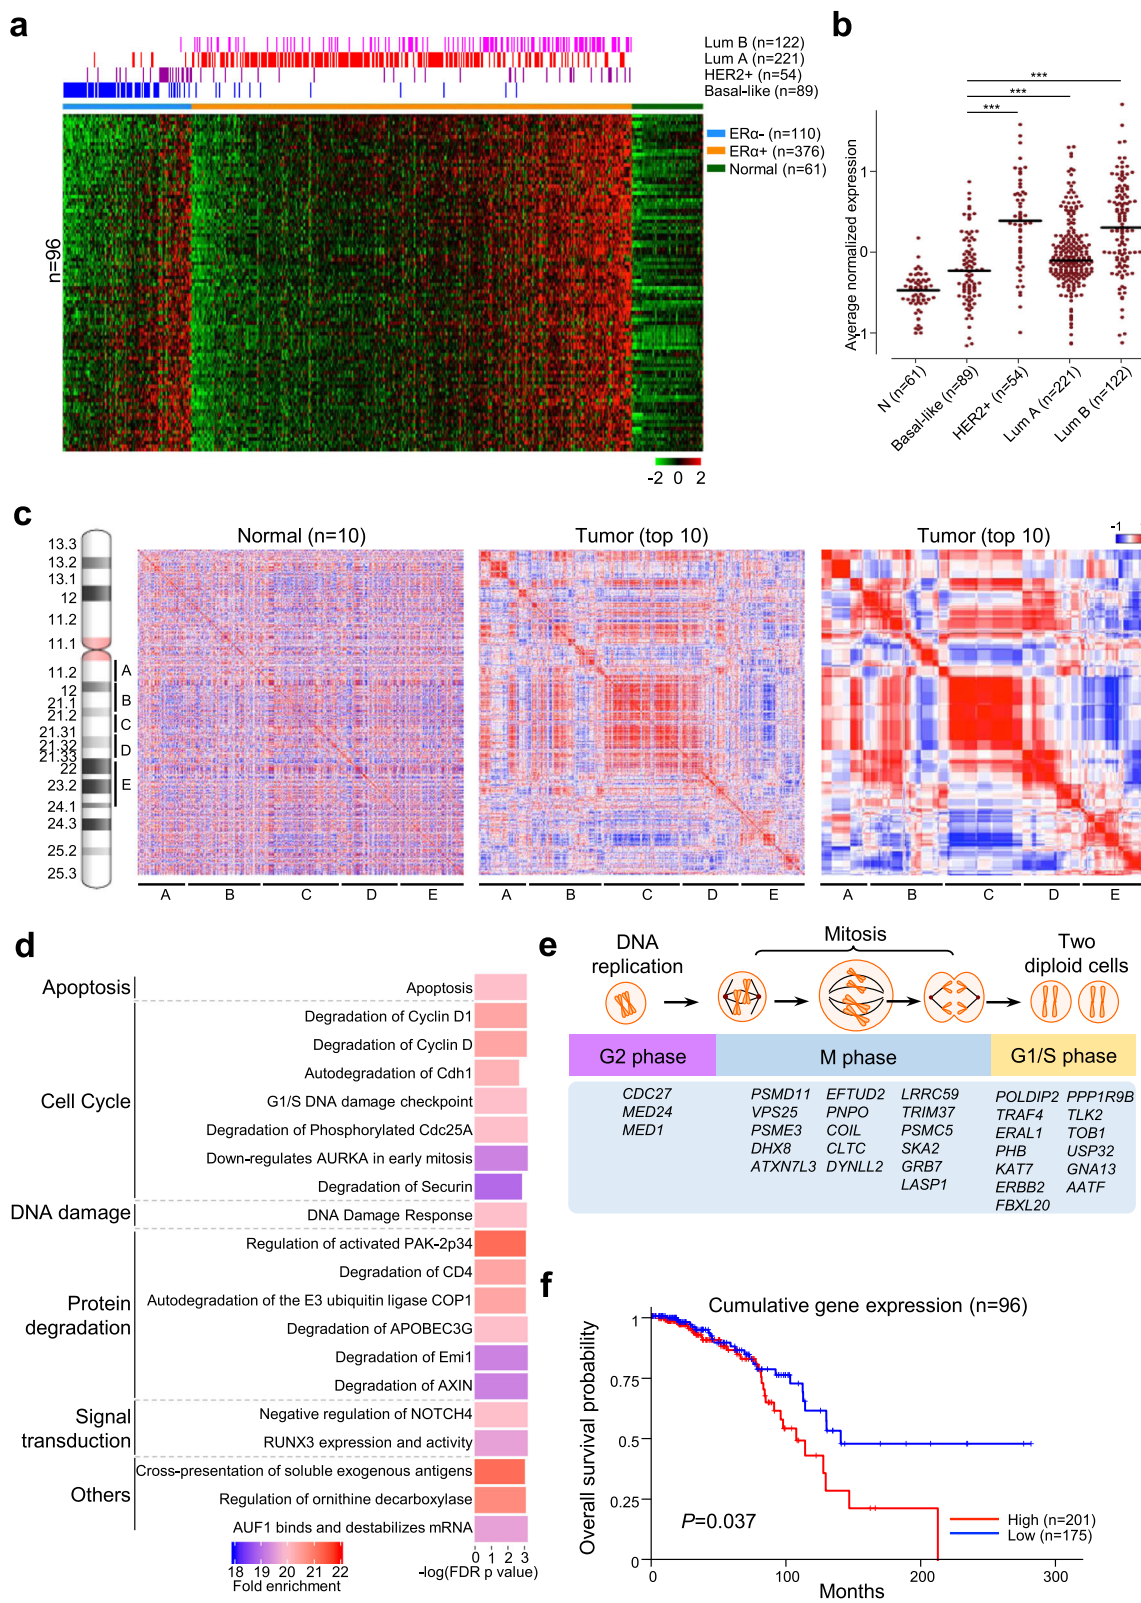 a
Lum B (n=122)
Lum A (n=221)
HER2+ (n=54)
Basal-like (n=89)
ERα- (n=110)
ERα+ (n=376)
Normal (n=61)
n=96
-2 0 2
b
***
***
***
Average normalized expression
1
0
-1
N (n=61)
Basal-like (n=89)
HER2+ (n=54)
Lum A (n=221)
Lum B (n=122)
c
13.3
13.2
13.1
12
11.2
11.1
11.2
12
21.1
21.2
21.31
21.32
21.33
22
23.2
24.1
24.3
25.2
25.3
A
B
C
D
E
Normal (n=10)
A B C D E
Tumor (top 10)
A B C D E
Tumor (top 10)
-1
A B C D E
d
Apoptosis
Apoptosis
Cell Cycle
Degradation of Cyclin D1
Degradation of Cyclin D
Autodegradation of Cdh1
G1/S DNA damage checkpoint
Degradation of Phosphorylated Cdc25A
Down-regulates AURKA in early mitosis
Degradation of Securin
DNA damage
DNA Damage Response
Protein
degradation
Regulation of activated PAK-2p34
Degradation of CD4
Autodegradation of the E3 ubiquitin ligase COP1
Degradation of APOBEC3G
Degradation of Emi1
Degradation of AXIN
Signal
transduction
Negative regulation of NOTCH4
RUNX3 expression and activity
Others
Cross-presentation of soluble exogenous antigens
Regulation of ornithine decarboxylase
AUF1 binds and destabilizes mRNA
18 19 20 21 22
Fold enrichment
0 1 2 3
-log(FDR p value)
e
DNA
replication
Mitosis
Two
diploid cells
G2 phase
M phase
G1/S phase
CDC27
MED24
MED1
PSMD11 EFTUD2 LRRC59
VPS25 PNPO TRIM37
PSME3 COIL PSMC5
DHX8 CLTC SKA2
ATXN7L3 DYNLL2 GRB7
LASP1
POLDIP2 PPP1R9B
TRAF4 TLK2
ERAL1 TOB1
PHB USP32
KAT7 GNA13
ERBB2 AATF
FBXL20
f
Cumulative gene expression (n=96)
Overall survival probability
1
0.75
0.5
0.25
0
P=0.037
High (n=201)
Low (n=175)
0 100 200 300
Months